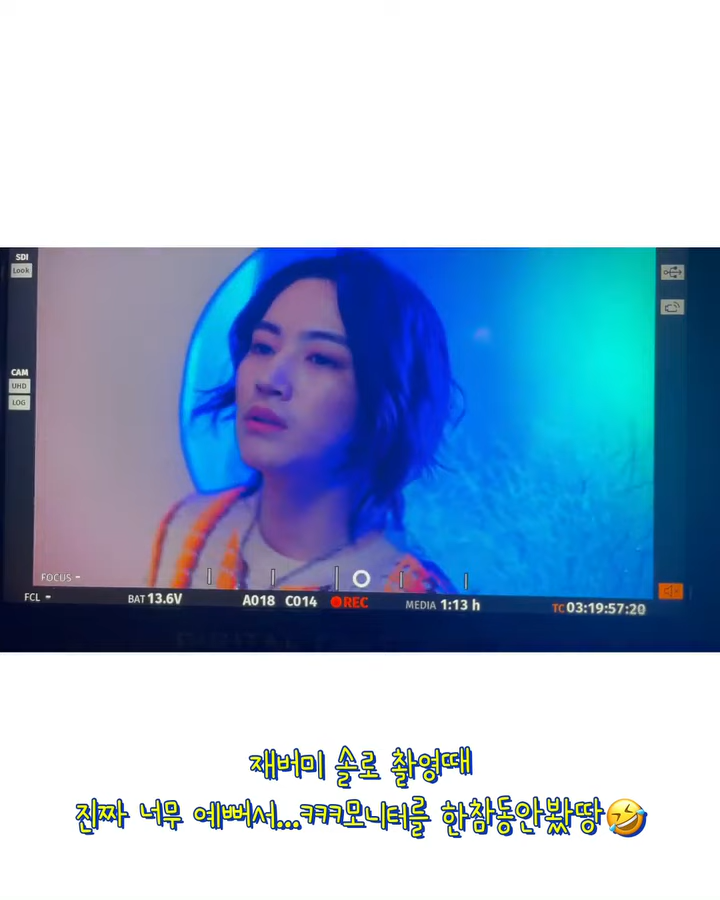 SDI
Look
CAM
UHD
LOG
FOCUS -
FCL - BAT 13.6V A018 C014 REC MEDIA 1:13 h TC 03:19:57:20
재버미 솔로 촬영때
진짜 너무 예뻐서...ㅋㅋㅋ모니터를 한참동안봤땅🤣